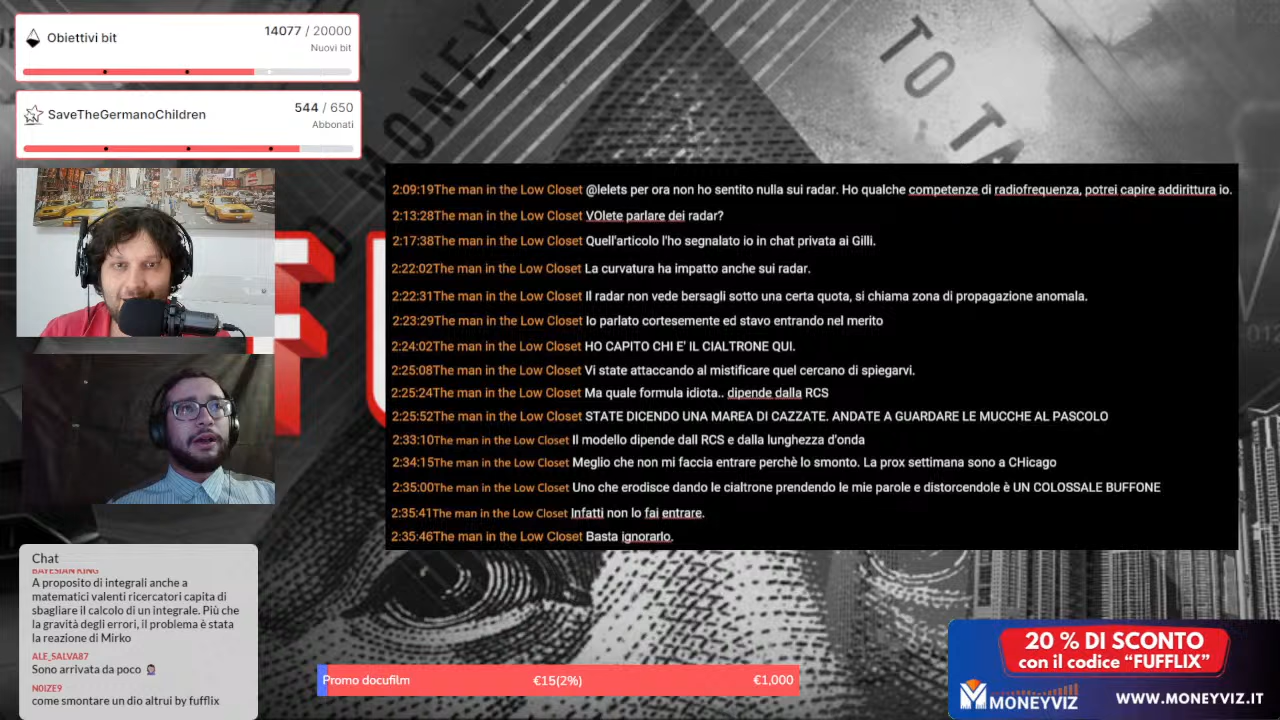 Obiettivi bit
14077 / 20000
Nuovi bit
SaveTheGermanoChildren
544 / 650
Abbonati
MONEY
TO TA
FU
2:09:19The man in the Low Closet @lelets per ora non ho sentito nulla sui radar. Ho qualche competenze di radiofrequenza, potrei capire addirittura io.
2:13:28The man in the Low Closet VOlete parlare dei radar?
2:17:38The man in the Low Closet Quell'articolo l'ho segnalato io in chat privata ai Gilli.
2:22:02The man in the Low Closet La curvatura ha impatto anche sui radar.
2:22:31The man in the Low Closet Il radar non vede bersagli sotto una certa quota, si chiama zona di propagazione anomala.
2:23:29The man in the Low Closet Io parlato cortesemente ed stavo entrando nel merito
2:24:02The man in the Low Closet HO CAPITO CHI E' IL CIALTRONE QUI.
2:25:08The man in the Low Closet Vi state attaccando al mistificare quel cercano di spiegarvi.
2:25:24The man in the Low Closet Ma quale formula idiota.. dipende dalla RCS
2:25:52The man in the Low Closet STATE DICENDO UNA MAREA DI CAZZATE. ANDATE A GUARDARE LE MUCCHE AL PASCOLO
2:33:10The man in the Low Closet Il modello dipende dall RCS e dalla lunghezza d'onda
2:34:15The man in the Low Closet Meglio che non mi faccia entrare perchè lo smonto. La prox settimana sono a CHicago
2:35:00The man in the Low Closet Uno che erodisce dando le cialtrone prendendo le mie parole e distorcendole è UN COLOSSALE BUFFONE
2:35:41The man in the Low Closet Infatti non lo fai entrare.
2:35:46The man in the Low Closet Basta ignorarlo.
Chat
BAYESIAN KING
A proposito di integrali anche a
matematici valenti ricercatori capita di
sbagliare il calcolo di un integrale. Più che
la gravità degli errori, il problema è stata
la reazione di Mirko
ALE_SALVA87
Sono arrivata da poco
N0IZE9
come smontare un dio altrui by fufflix
Promo docufilm
€15(2%)
€1,000
20 % DI SCONTO
con il codice “FUFFLIX”
MONEYVIZ
WWW.MONEYVIZ.IT